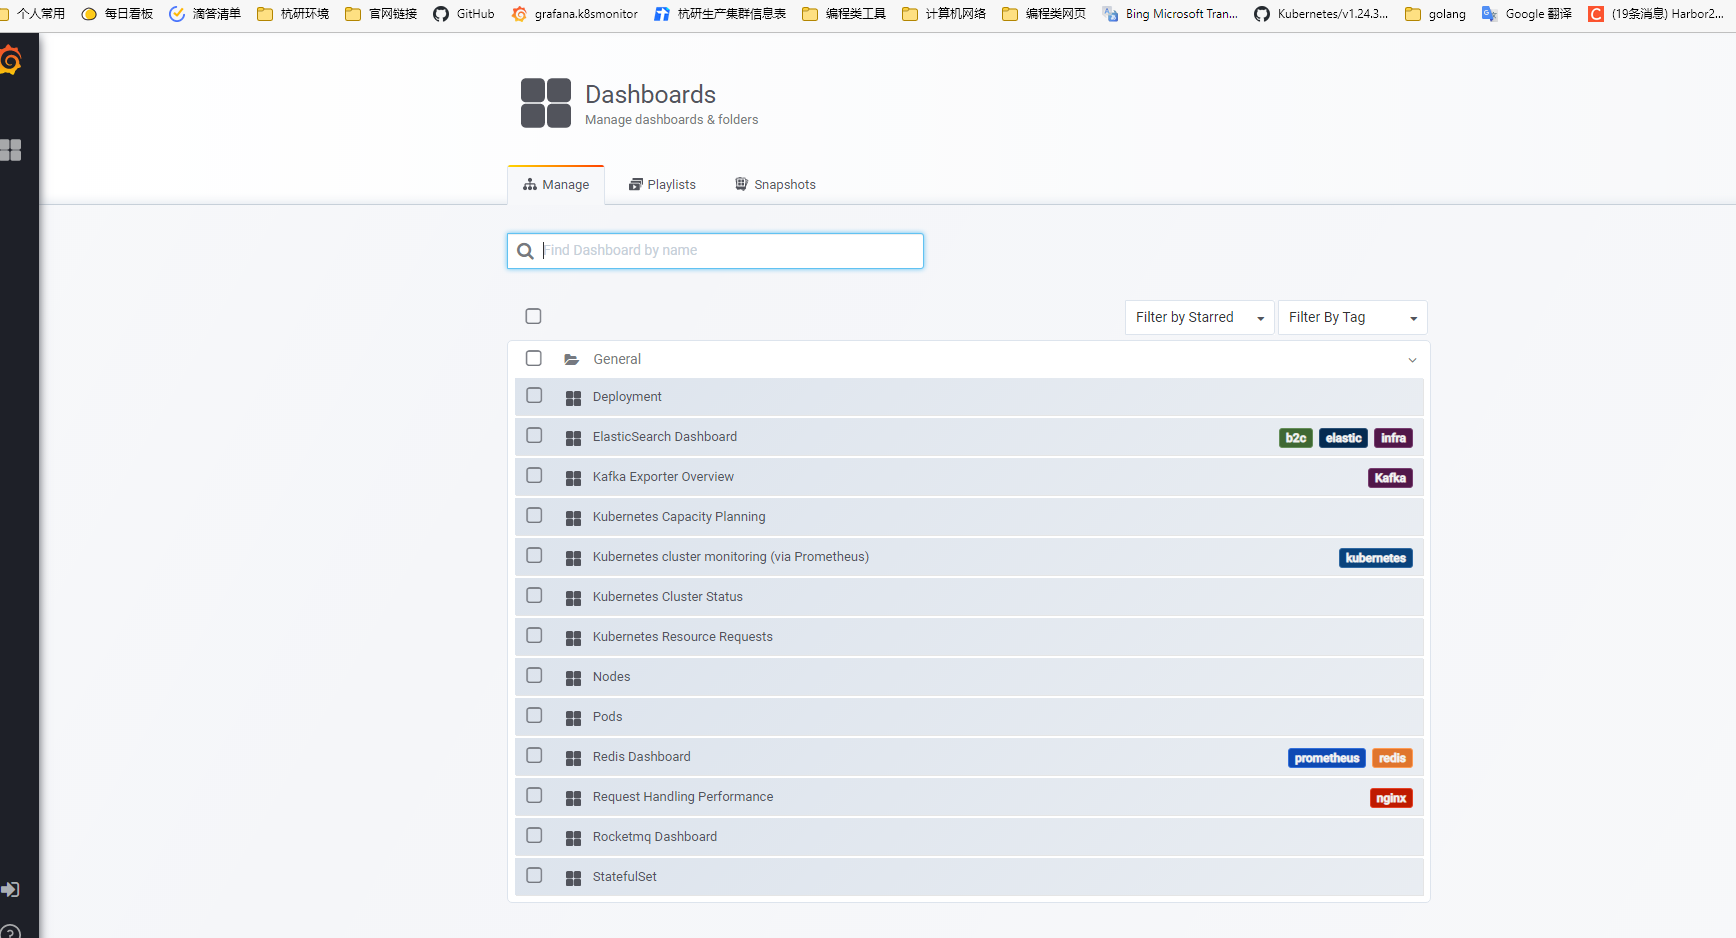 个人常用 每日看板 滴答清单 杭研环境 官网链接 GitHub grafana.k8smonitor 杭研生产集群信息表 编程类工具 计算机网络 编程类网页 Bing Microsoft Tran... Kubernetes/v1.24.3... golang Google 翻译 (19条消息) Harbor2...
Dashboards
Manage dashboards & folders
Manage Playlists Snapshots
Find Dashboard by name
Filter by Starred Filter By Tag
General
Deployment
ElasticSearch Dashboard b2c elastic infra
Kafka Exporter Overview Kafka
Kubernetes Capacity Planning
Kubernetes cluster monitoring (via Prometheus) kubernetes
Kubernetes Cluster Status
Kubernetes Resource Requests
Nodes
Pods
Redis Dashboard prometheus redis
Request Handling Performance nginx
Rocketmq Dashboard
StatefulSet